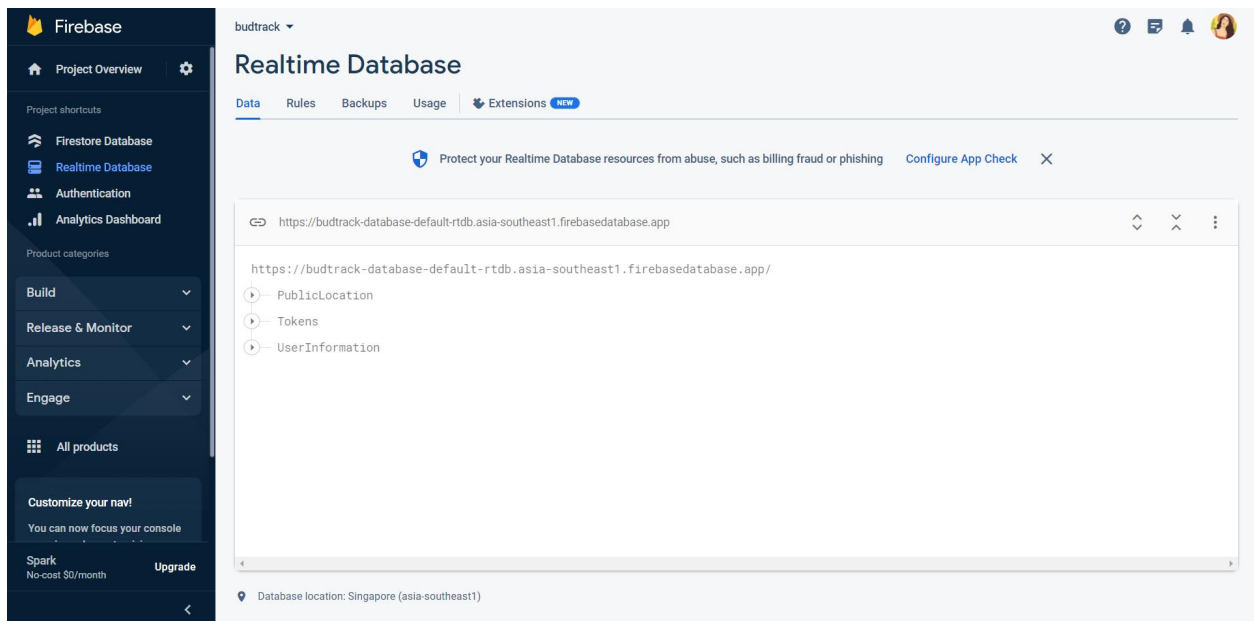 Firebase
Project Overview
Project shortcuts
Firestore Database
Realtime Database
Authentication
Analytics Dashboard
Product categories
Build
Release & Monitor
Analytics
Engage
All products
Customize your nav!
You can now focus your console
Spark
No-cost $0/month
Upgrade
budtrack
Realtime Database
Data Rules Backups Usage Extensions NEW
Protect your Realtime Database resources from abuse, such as billing fraud or phishing Configure App Check
https://budtrack-database-default-rtdb.asia-southeast1.firebasedatabase.app
https://budtrack-database-default-rtdb.asia-southeast1.firebasedatabase.app/
PublicLocation
Tokens
UserInformation
Database location: Singapore (asia-southeast1)